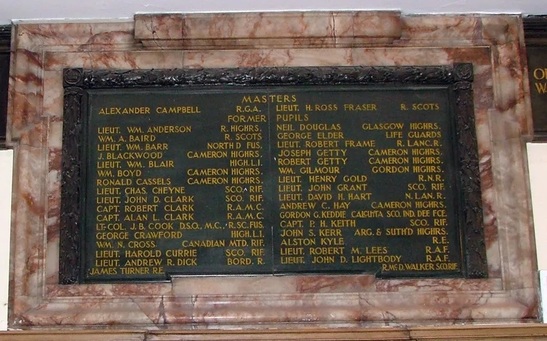 MASTERS
ALEXANDER CAMPBELL R.G.A.
LIEUT. H. ROSS FRASER R. SCOTS
FORMER PUPILS
LIEUT. WM. ANDERSON R. HIGHRS.
WM. A. BAIRD R. SCOTS
LIEUT. WM. BARR NORTH'D FUS.
J. BLACKWOOD CAMERON HIGHRS.
LIEUT. WM. BLAIR H.L.I.
WM. BOYD CAMERON HIGHRS.
RONALD CASSELS CAMERON HIGHRS.
LIEUT. CHAS. CHEYNE SCO. RIF.
LIEUT. JOHN D. CLARK SCO. RIF.
CAPT. ROBERT CLARK R.A.M.C.
CAPT. ALAN L. CLARK R.A.M.C.
LT-COL. J.B. COOK D.S.O., M.C., R.SC.FUS.
GEORGE CRAWFORD H.L.I.
WM. N. CROSS CANADIAN MTD. RIF.
LIEUT. HAROLD CURRIE SCO. RIF.
LIEUT. ANDREW R. DICK BORD. R.
JAMES TURNER R.E.
NEIL DOUGLAS GLASGOW HIGHRS.
GEORGE ELDER LIFE GUARDS
LIEUT. ROBERT FRAME R. LANC. R.
JOSEPH GETTY CAMERON HIGHRS.
ROBERT GETTY CAMERON HIGHRS.
WM. GILMOUR GORDON HIGHRS.
LIEUT. HENRY GOLD R.N.R.
LIEUT. JOHN GRANT SCO. RIF.
LIEUT. DAVID H. HART N. LAN. R.
ANDREW C. HAY CAMERON HIGHRS.
GORDON G. KEDDIE CALCUTTA SCO. IND. DEF. FCE.
CAPT. P. H. KEITH SCO. RIF.
JOHN S. KERR ARG. & SUTH'D HIGHRS.
ALSTON KYLE R.E.
LIEUT. ROBERT M. LEES R.A.F.
LIEUT. JOHN D. LIGHTBODY R.A.F.
R.W.F.D. WALKER SCO. RIF.